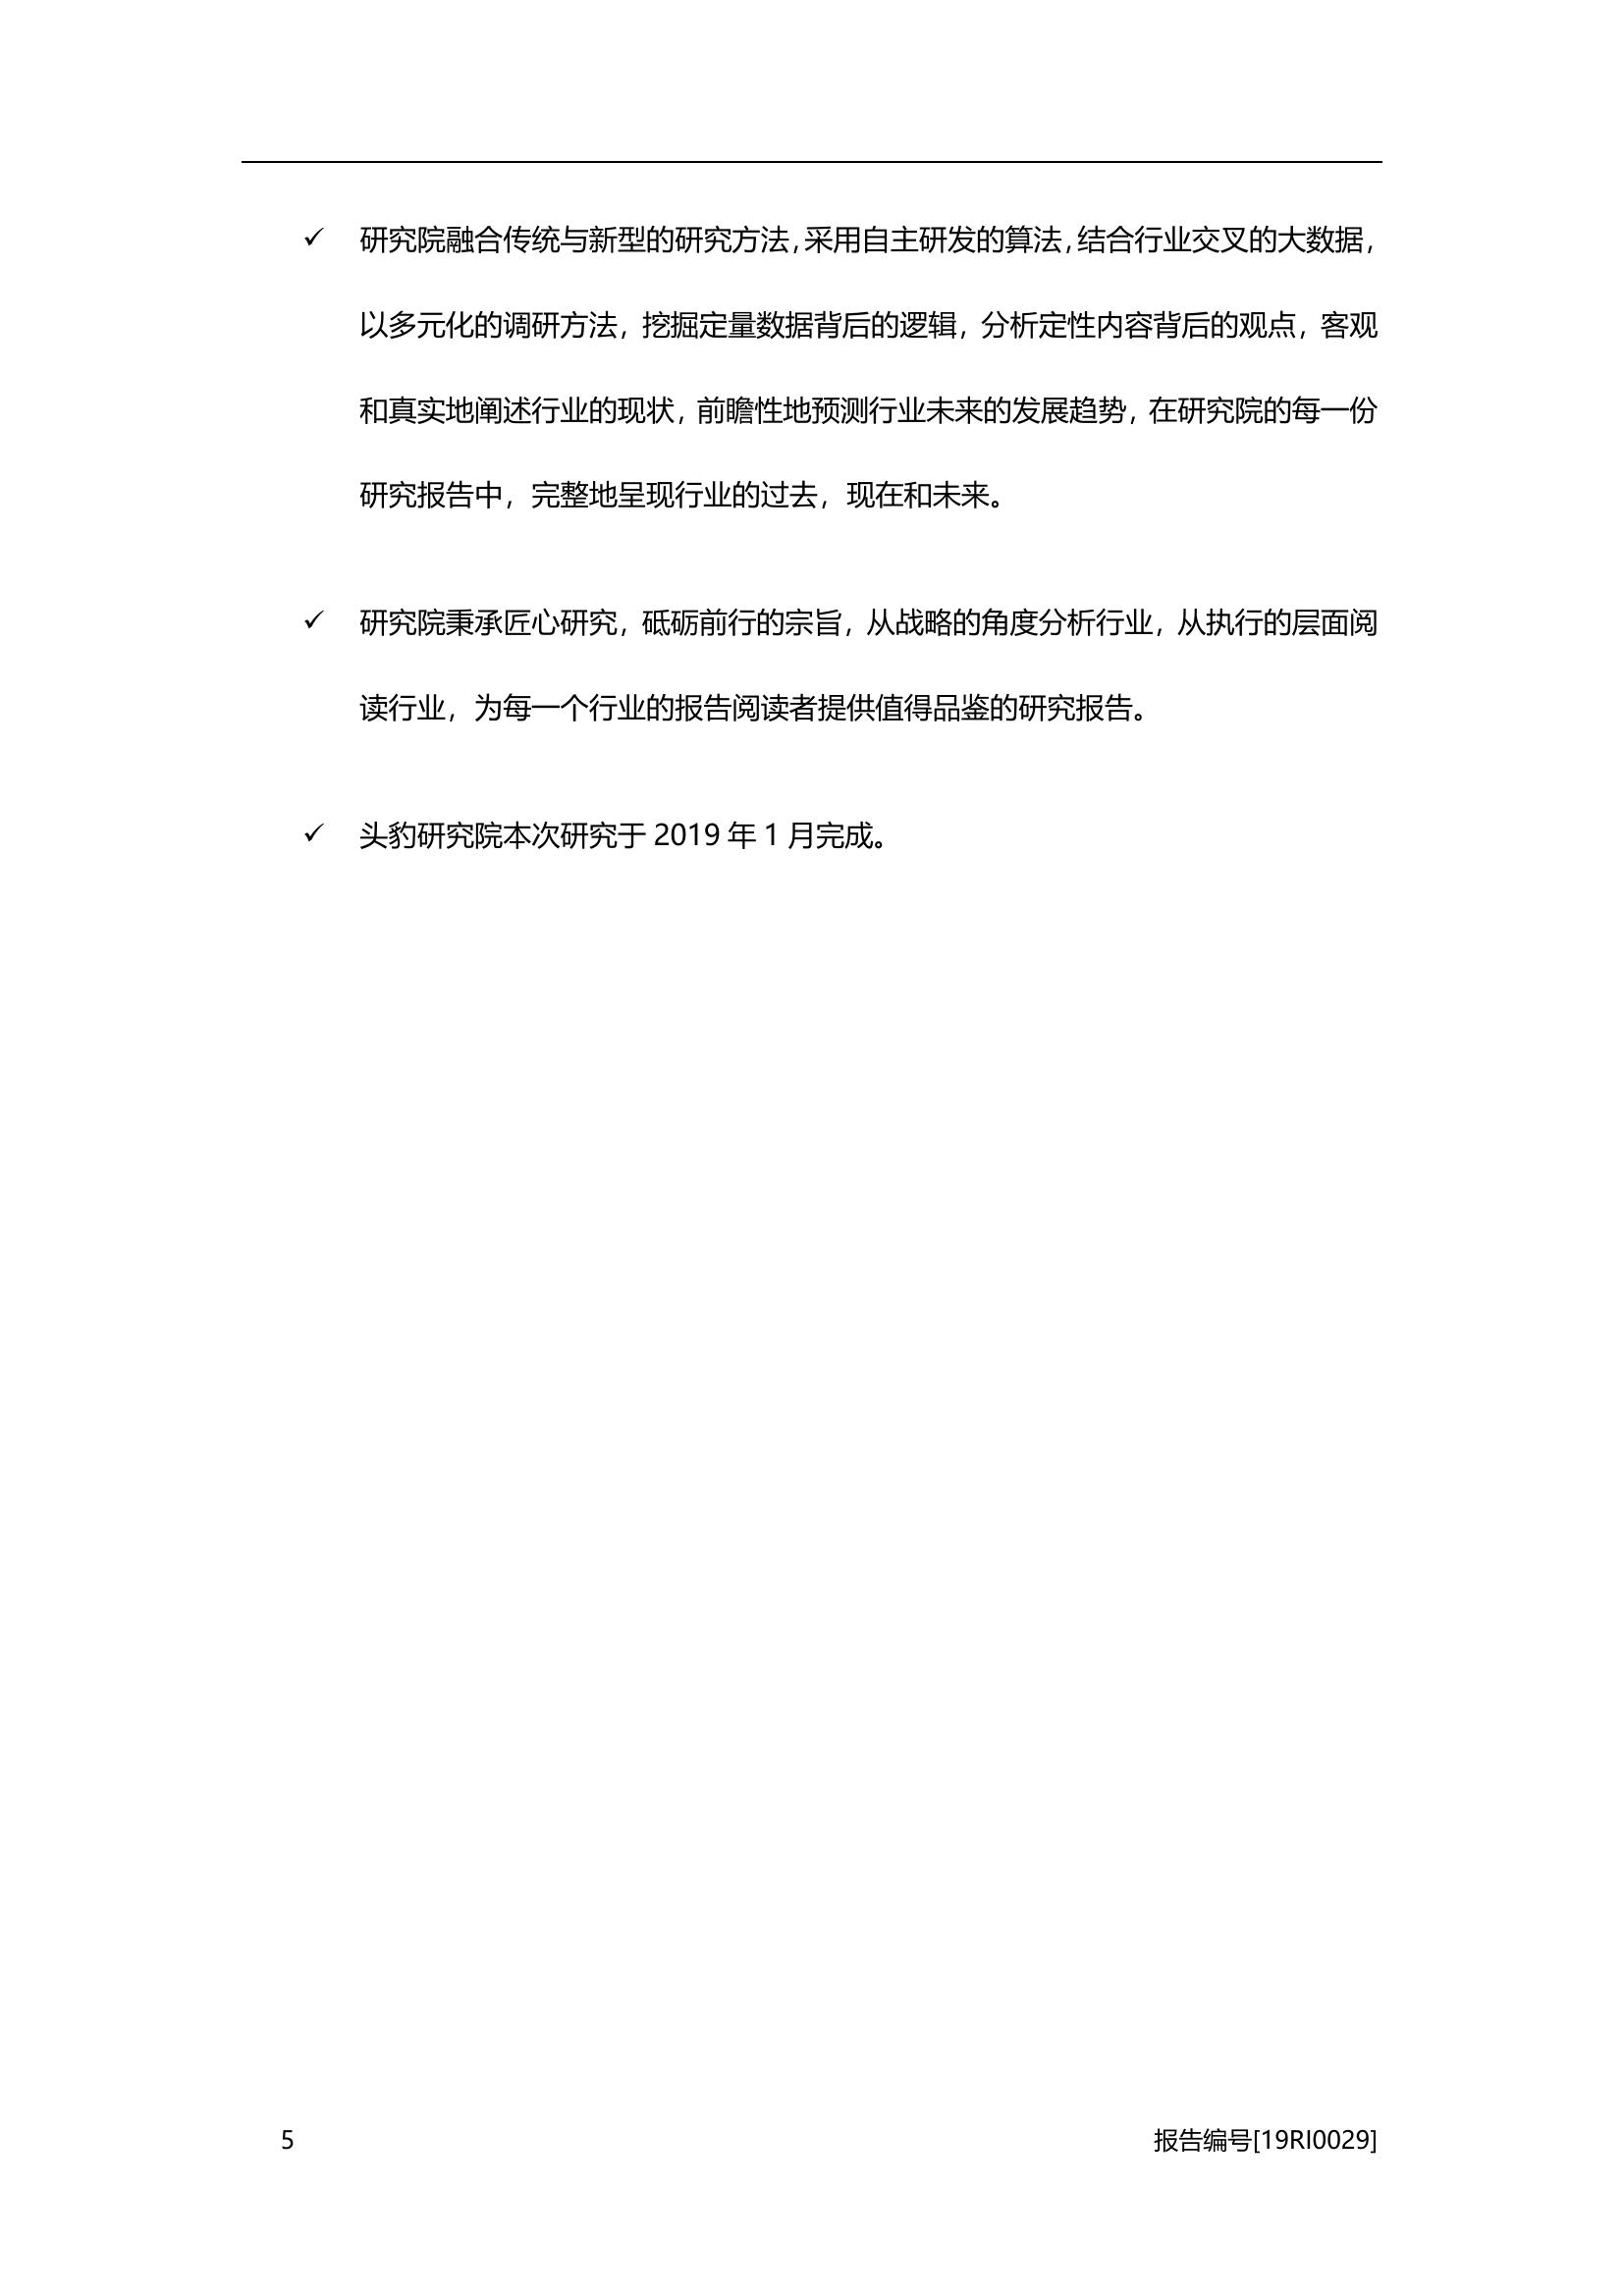 ✓ 研究院融合传统与新型的研究方法，采用自主研发的算法，结合行业交叉的大数据，
以多元化的调研方法，挖掘定量数据背后的逻辑，分析定性内容背后的观点，客观
和真实地阐述行业的现状，前瞻性地预测行业未来的发展趋势，在研究院的每一份
研究报告中，完整地呈现行业的过去，现在和未来。
✓ 研究院秉承匠心研究，砥砺前行的宗旨，从战略的角度分析行业，从执行的层面阅
读行业，为每一个行业的报告阅读者提供值得品鉴的研究报告。
✓ 头豹研究院本次研究于 2019 年 1 月完成。
5 报告编号[19RI0029]